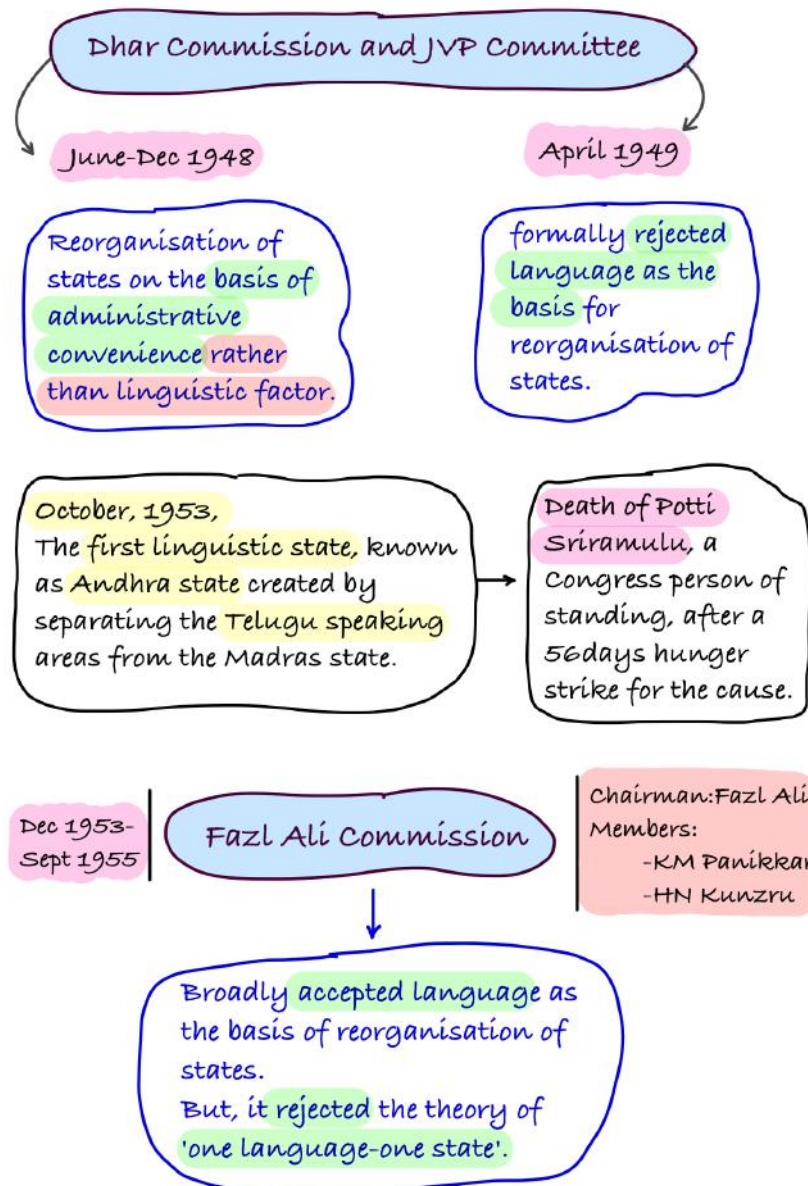 Dhar Commission and JVP Committee
June-Dec 1948
April 1949
Reorganisation of
states on the basis of
administrative
convenience rather
than linguistic factor.
formally rejected
language as the
basis for
reorganisation of
states.
October, 1953,
The first linguistic state, known
as Andhra state created by
separating the Telugu speaking
areas from the Madras state.
Death of Potti
Sriramulu, a
Congress person of
standing, after a
56days hunger
strike for the cause.
Dec 1953-
Sept 1955
Fazl Ali Commission
Chairman:Fazl Ali
Members:
-KM Panikkar
-HN Kunzru
Broadly accepted language as
the basis of reorganisation of
states.
But, it rejected the theory of
'one language-one state'.